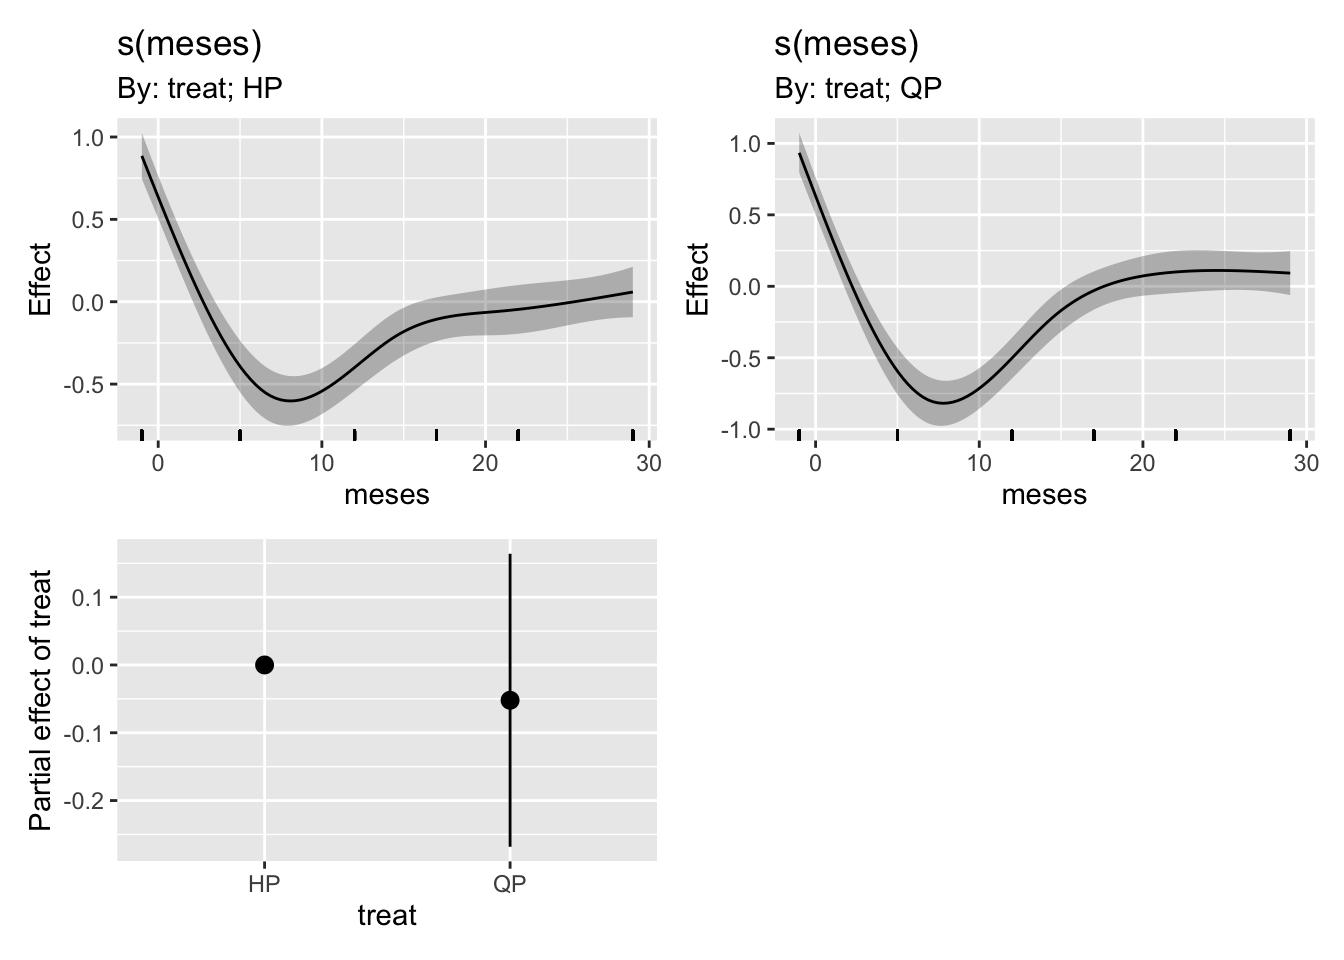 s(meses)
By: treat; HP
1.0
0.5
0.0
-0.5
Effect
0 10 20 30
meses
s(meses)
By: treat; QP
1.0
0.5
0.0
-0.5
-1.0
Effect
0 10 20 30
meses
0.1
0.0
-0.1
-0.2
Partial effect of treat
HP QP
treat